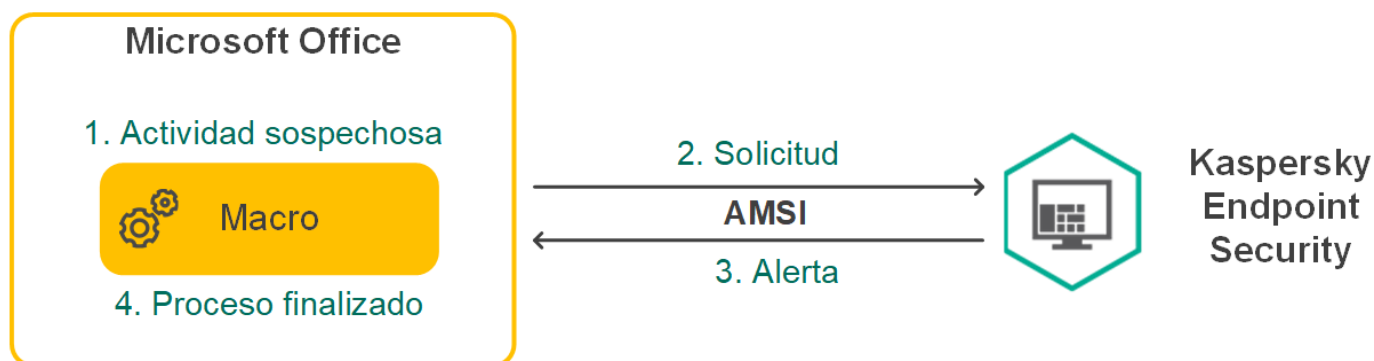 Microsoft Office
1. Actividad sospechosa
Macro
4. Proceso finalizado
2. Solicitud
AMSI
3. Alerta
Kaspersky
Endpoint
Security